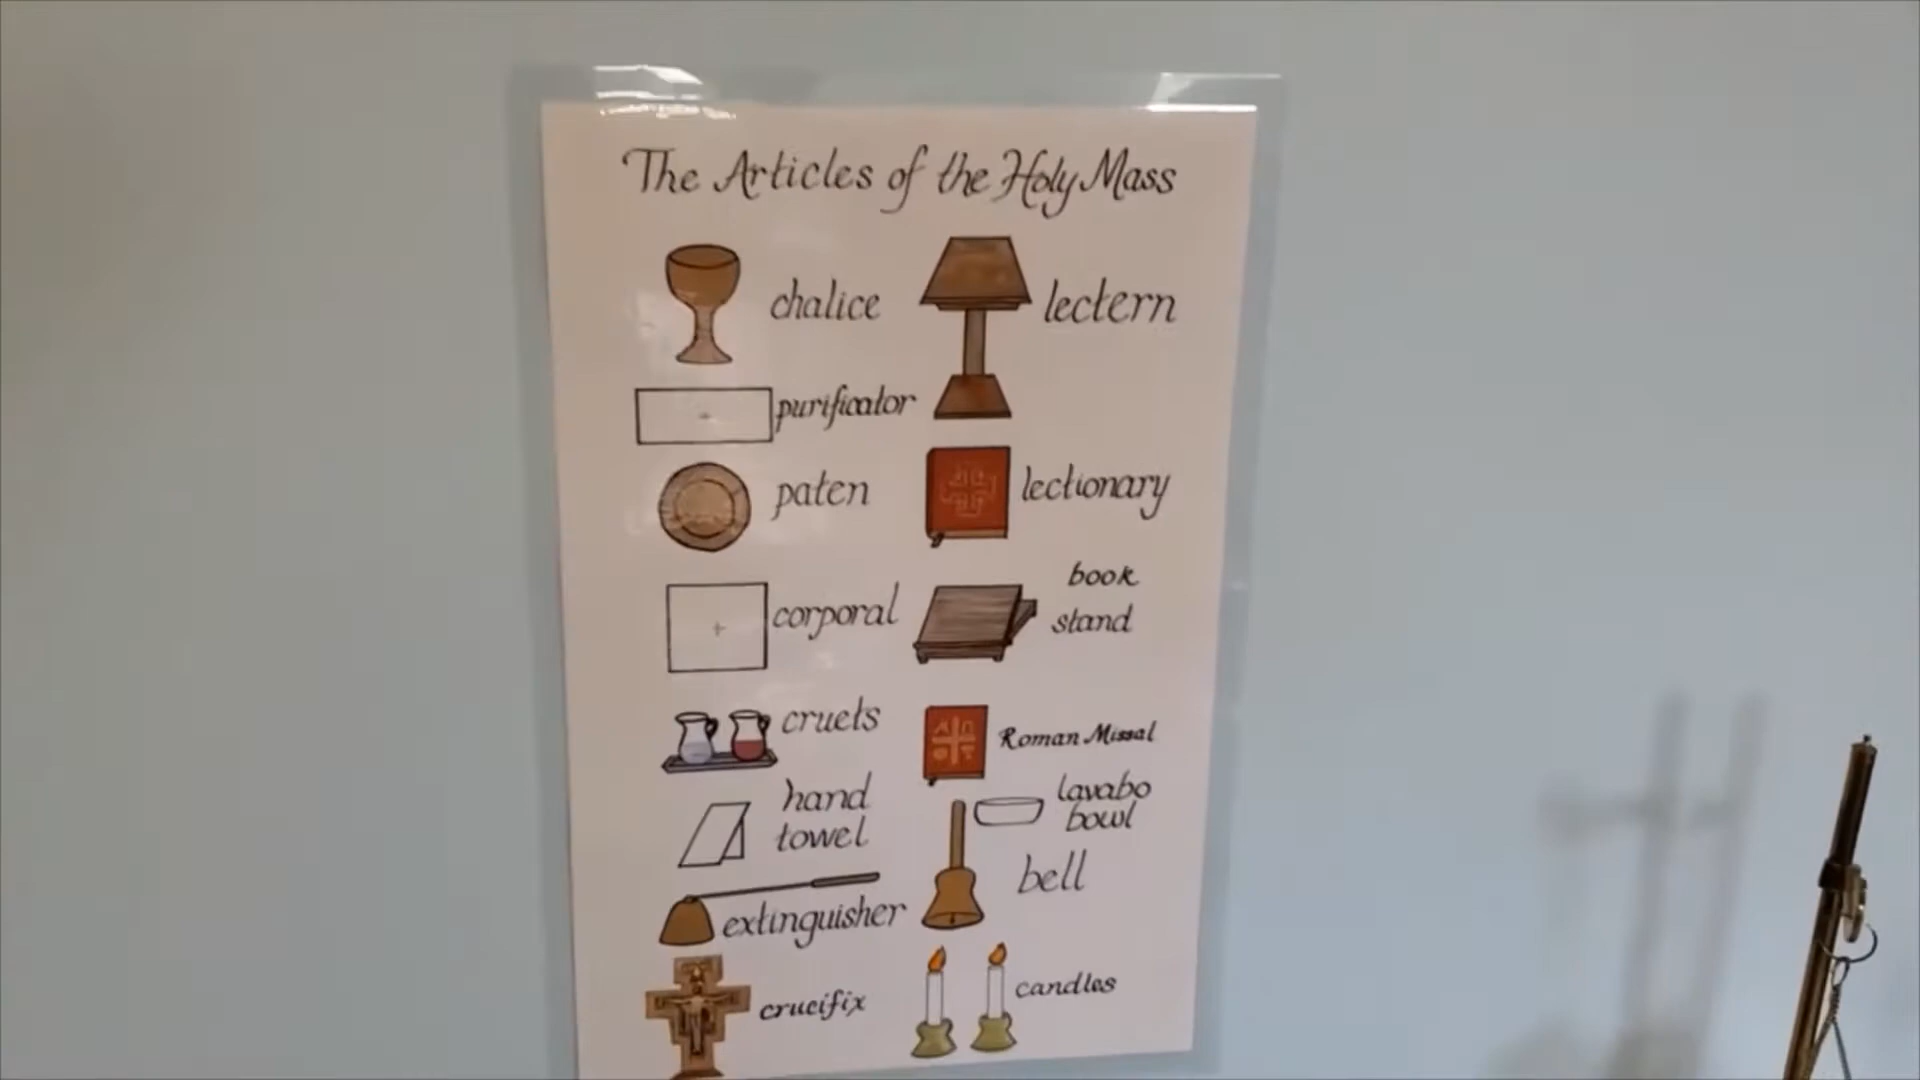 The Articles of the Holy Mass
chalice
lectern
purificator
paten
lectionary
corporal
book
stand
cruets
Roman Missal
hand
towel
lavabo
bowl
bell
extinguisher
crucifix
candles